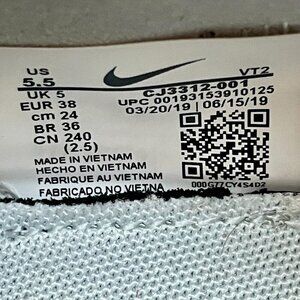 US
5.5
UK 5
EUR 38
cm 24
BR 36
CN 240
(2.5)
MADE IN VIETNAM
HECHO EN VIETNAM
FABRIQUE AU VIETNAM
FABRICADO NO VIETNA
VT2
CJ3312-001
UPC 00193153910125
03/20/19 | 06/15/19
000G77CY4S4D2